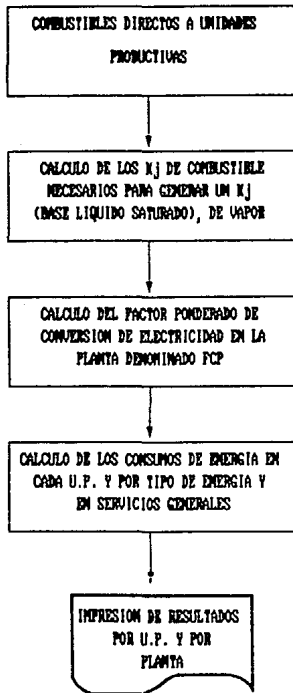 COMBUSTIBLES DIRECTOS A UNIDADES
PRODUCTIVAS
CALCULO DE LOS Kj DE COMBUSTIBLE
NECESARIOS PARA GENERAR UN Kj
(BASE LIQUIDO SATURADO), DE VAPOR
CALCULO DEL FACTOR PONDERADO DE
CONVERSION DE ELECTRICIDAD EN LA
PLANTA DENOMINADO FCP
CALCULO DE LOS CONSUMOS DE ENERGIA EN
CADA U.P. Y POR TIPO DE ENERGIA Y
EN SERVICIOS GENERALES
IMPRESION DE RESULTADOS
POR U.P. Y POR
PLANTA